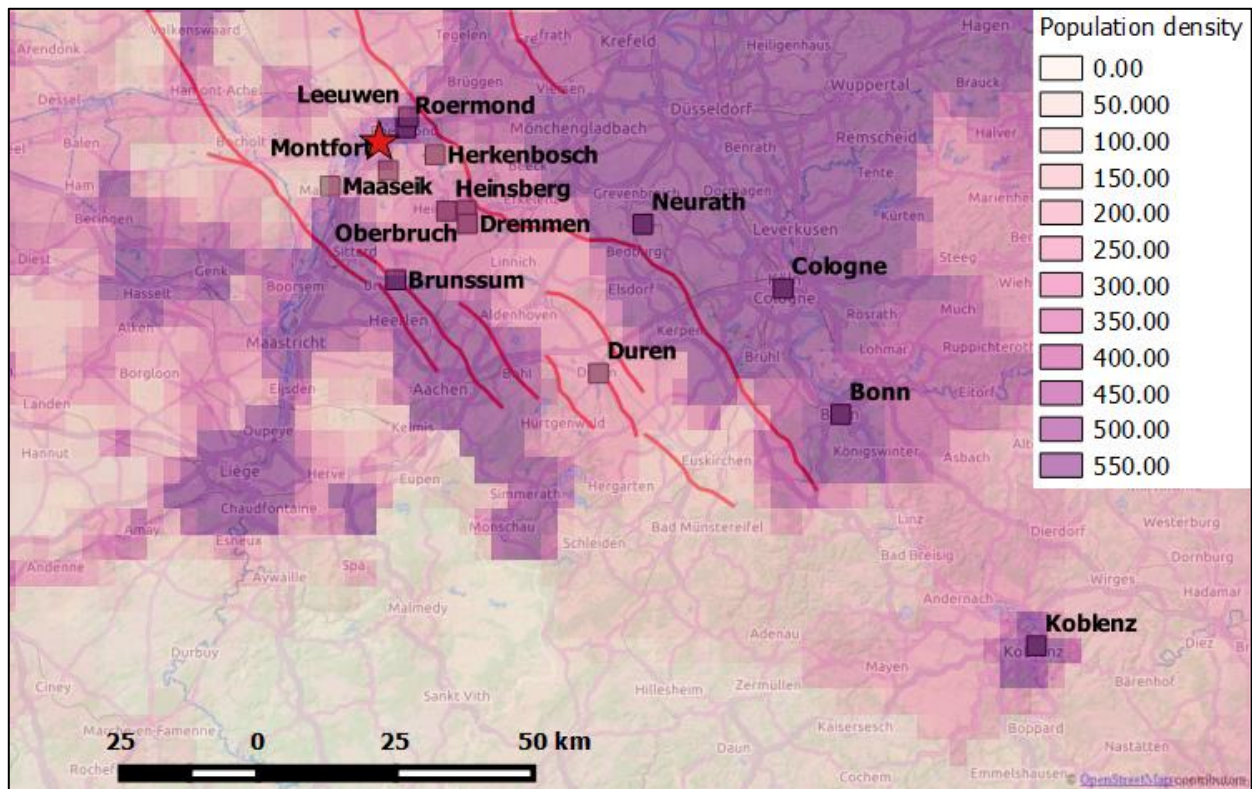 Population density
0.00
50.000
100.00
150.00
200.00
250.00
300.00
350.00
400.00
450.00
500.00
550.00
Arendonk
Valkenswaard
Tegelen
Krefeld
Heiligenhaus
Hagen
Dessel
Hamont-Achel
Leeuwen
Brüggen
Viersen
Wuppertal
Brauck
Roermond
Düsseldorf
Balen
Bocholt
Montfort
Mönchengladbach
Benrath
Remscheid
Halver
Herkenbosch
Tente
Ham
Maaseik
Heinsberg
Grevenbroich
Dormagen
Beringen
Erkelenz
Neurath
Kürten
Oberbruch
Dremmen
Leverkusen
Diest
Sittard
Linnich
Bedburg
Steeg
Genk
Boorsem
Brunssum
Elsdorf
Cologne
Cologne
Hasselt
Aldenhoven
Much
Alken
Heerlen
Kerpen
Rösrath
Maastricht
Duren
Brühl
Lohmar
Ruppichteroth
Borgloon
Eijsden
Aachen
Landen
Bonn
Eitorf
Oupeye
Kelmis
Hürtgenwald
Hannut
Königswinter
Asbach
Liège
Herve
Eupen
Euskirchen
Hergarten
Chaudfontaine
Simmerath
Amay
Monschau
Bad Münstereifel
Linz
Dierdorf
Westerburg
Esneux
Schleiden
Bad Breisig
Dornburg
Andenne
Spa
Aywaille
Wirges
Hadamar
Malmedy
Andernach
Koblenz
Adenau
Diez
Durbuy
Mayen
Ciney
Sankt Vith
Hillesheim
Zermüllen
Bärenhof
Marche-en-Famenne
Kaisersesch
Boppard
25 0 25 50 km
Daun
Nastätten
Rochef
Cochem
Emmelshausen
© OpenStreetMap contributors